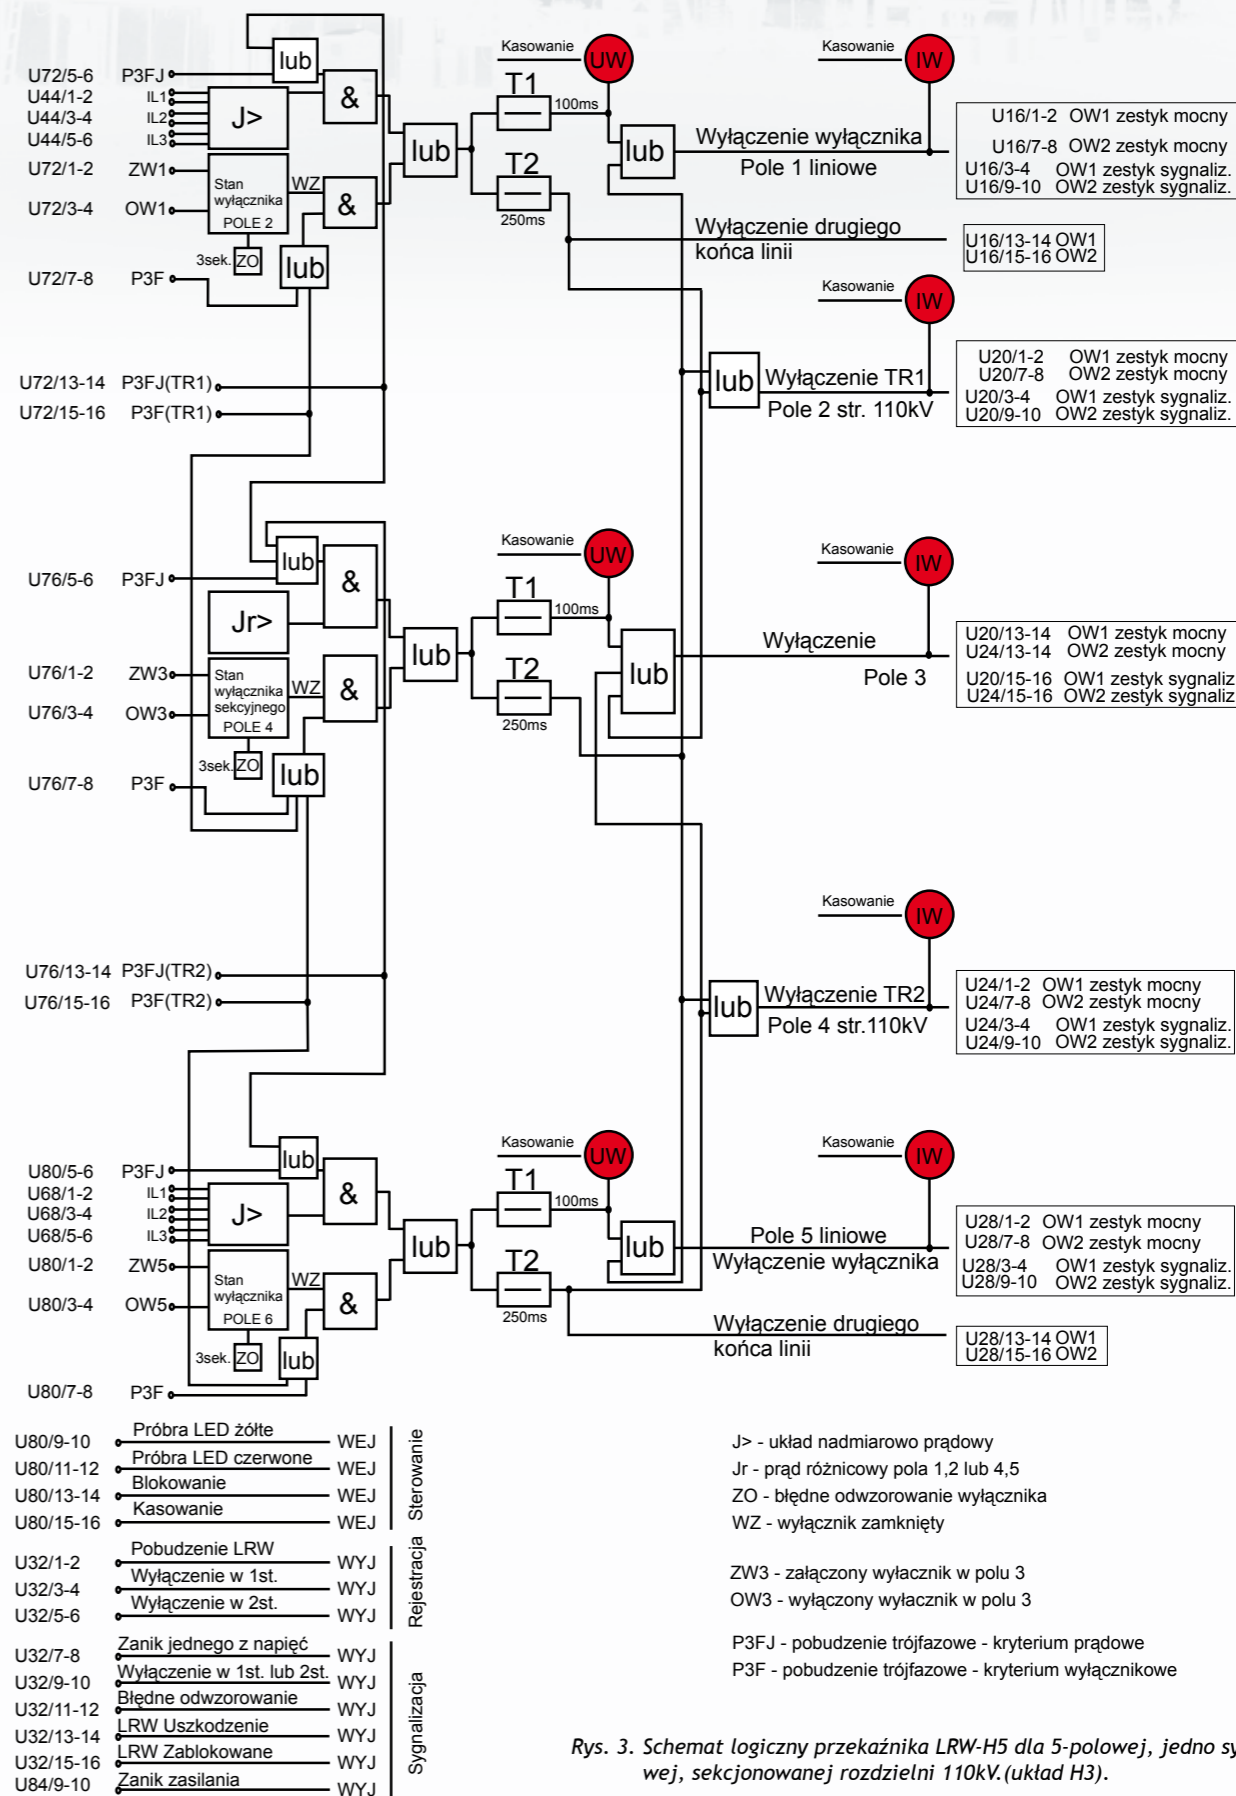 Kasowanie UW
Kasowanie IW
U72/5-6 P3FJ
U44/1-2 IL1
U44/3-4 IL2
U44/5-6 IL3
lub
J>
&
lub
T1
100ms
T2
250ms
lub
Wyłączenie wyłącznika
Pole 1 liniowe
U16/1-2 OW1 zestyk mocny
U16/7-8 OW2 zestyk mocny
U16/3-4 OW1 zestyk sygnaliz.
U16/9-10 OW2 zestyk sygnaliz.
U72/1-2 ZW1
U72/3-4 OW1
Stan
wyłącznika
POLE 2
WZ
&
3sek. ZO
lub
U72/7-8 P3F
Wyłączenie drugiego
końca linii
U16/13-14 OW1
U16/15-16 OW2
Kasowanie IW
U72/13-14 P3FJ(TR1)
U72/15-16 P3F(TR1)
lub
Wyłączenie TR1
Pole 2 str. 110kV
U20/1-2 OW1 zestyk mocny
U20/7-8 OW2 zestyk mocny
U20/3-4 OW1 zestyk sygnaliz.
U20/9-10 OW2 zestyk sygnaliz.
Kasowanie UW
Kasowanie IW
U76/5-6 P3FJ
lub
&
Jr>
lub
T1
100ms
T2
250ms
lub
Wyłączenie
Pole 3
U20/13-14 OW1 zestyk mocny
U24/13-14 OW2 zestyk mocny
U20/15-16 OW1 zestyk sygnaliz
U24/15-16 OW2 zestyk sygnaliz
U76/1-2 ZW3
U76/3-4 OW3
Stan
wyłącznika
sekcyjnego
POLE 4
WZ
&
3sek. ZO
lub
U76/7-8 P3F
Kasowanie IW
U76/13-14 P3FJ(TR2)
U76/15-16 P3F(TR2)
lub
Wyłączenie TR2
Pole 4 str.110kV
U24/1-2 OW1 zestyk mocny
U24/7-8 OW2 zestyk mocny
U24/3-4 OW1 zestyk sygnaliz.
U24/9-10 OW2 zestyk sygnaliz.
Kasowanie UW
Kasowanie IW
U80/5-6 P3FJ
U68/1-2 IL1
U68/3-4 IL2
U68/5-6 IL3
lub
J>
&
lub
T1
100ms
T2
250ms
lub
Pole 5 liniowe
Wyłączenie wyłącznika
U28/1-2 OW1 zestyk mocny
U28/7-8 OW2 zestyk mocny
U28/3-4 OW1 zestyk sygnaliz.
U28/9-10 OW2 zestyk sygnaliz.
U80/1-2 ZW5
U80/3-4 OW5
Stan
wyłącznika
POLE 6
WZ
&
3sek. ZO
lub
U80/7-8 P3F
Wyłączenie drugiego
końca linii
U28/13-14 OW1
U28/15-16 OW2
U80/9-10 Próbra LED żółte WEJ
U80/11-12 Próbra LED czerwone WEJ
U80/13-14 Blokowanie WEJ
U80/15-16 Kasowanie WEJ
Sterowanie
U32/1-2 Pobudzenie LRW WYJ
U32/3-4 Wyłączenie w 1st. WYJ
U32/5-6 Wyłączenie w 2st. WYJ
Rejestracja
U32/7-8 Zanik jednego z napięć WYJ
U32/9-10 Wyłączenie w 1st. lub 2st. WYJ
U32/11-12 Błędne odwzorowanie WYJ
U32/13-14 LRW Uszkodzenie WYJ
U32/15-16 LRW Zablokowane WYJ
U84/9-10 Zanik zasilania WYJ
Sygnalizacja
J> - układ nadmiarowo prądowy
Jr - prąd różnicowy pola 1,2 lub 4,5
ZO - błędne odwzorowanie wyłącznika
WZ - wyłącznik zamknięty
ZW3 - załączony wyłacznik w polu 3
OW3 - wyłączony wyłacznik w polu 3
P3FJ - pobudzenie trójfazowe - kryterium prądowe
P3F - pobudzenie trójfazowe - kryterium wyłącznikowe
Rys. 3. Schemat logiczny przekaźnika LRW-H5 dla 5-polowej, jedno sy
wej, sekcjonowanej rozdzielni 110kV.(układ H3).